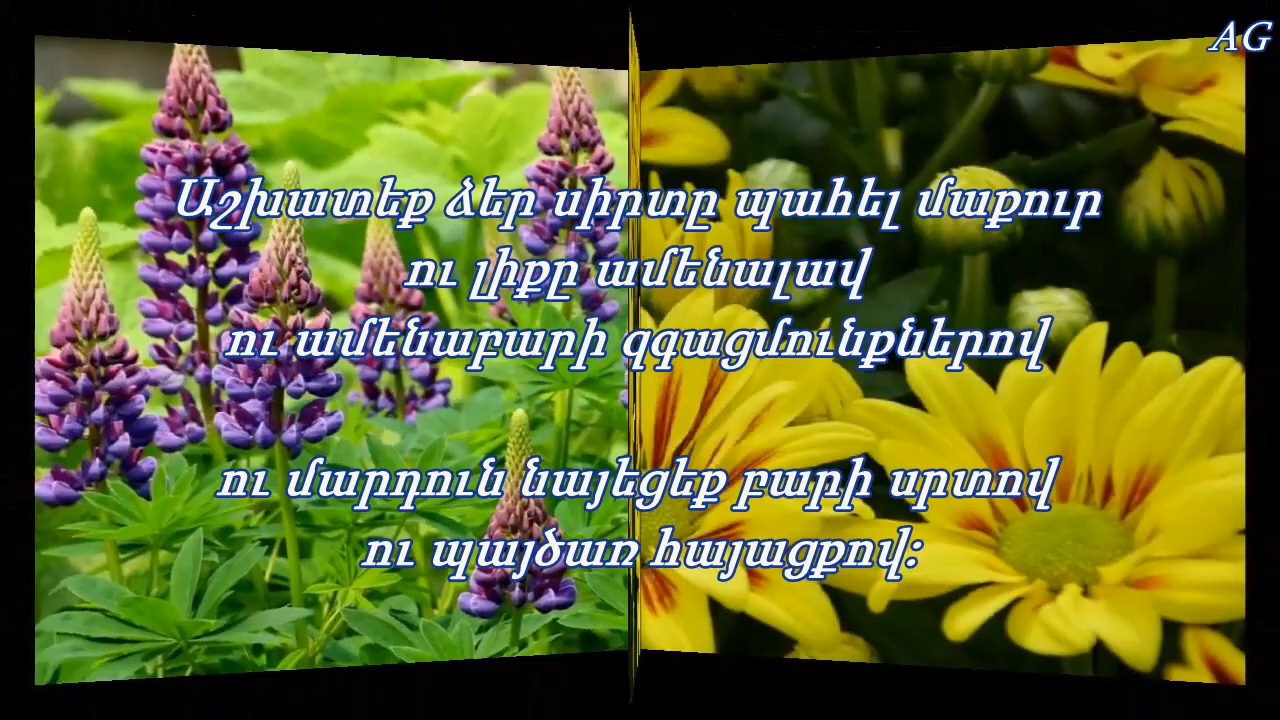 AG
Աշխատեք ձեր սիրտը պահել մաքուր
ու լիքը ամենալավ
ու ամենաբարի զգացմունքներով
ու մարդուն նայեցեք բարի սրտով
ու պայծառ հայացքով: